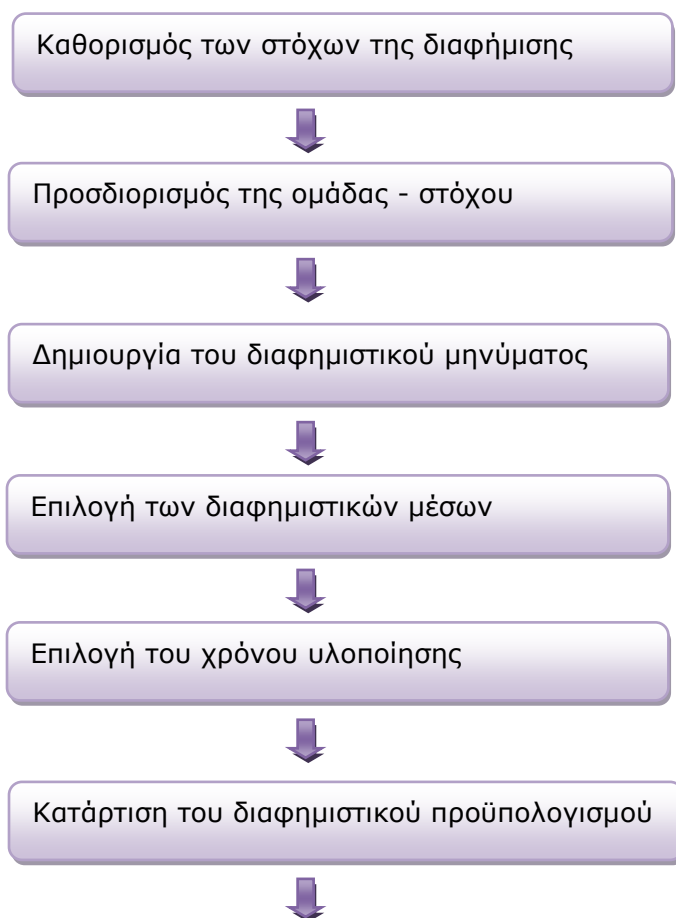 Καθορισμός των στόχων της διαφήμισης
Προσδιορισμός της ομάδας - στόχου
Δημιουργία του διαφημιστικού μηνύματος
Επιλογή των διαφημιστικών μέσων
Επιλογή του χρόνου υλοποίησης
Κατάρτιση του διαφημιστικού προϋπολογισμού